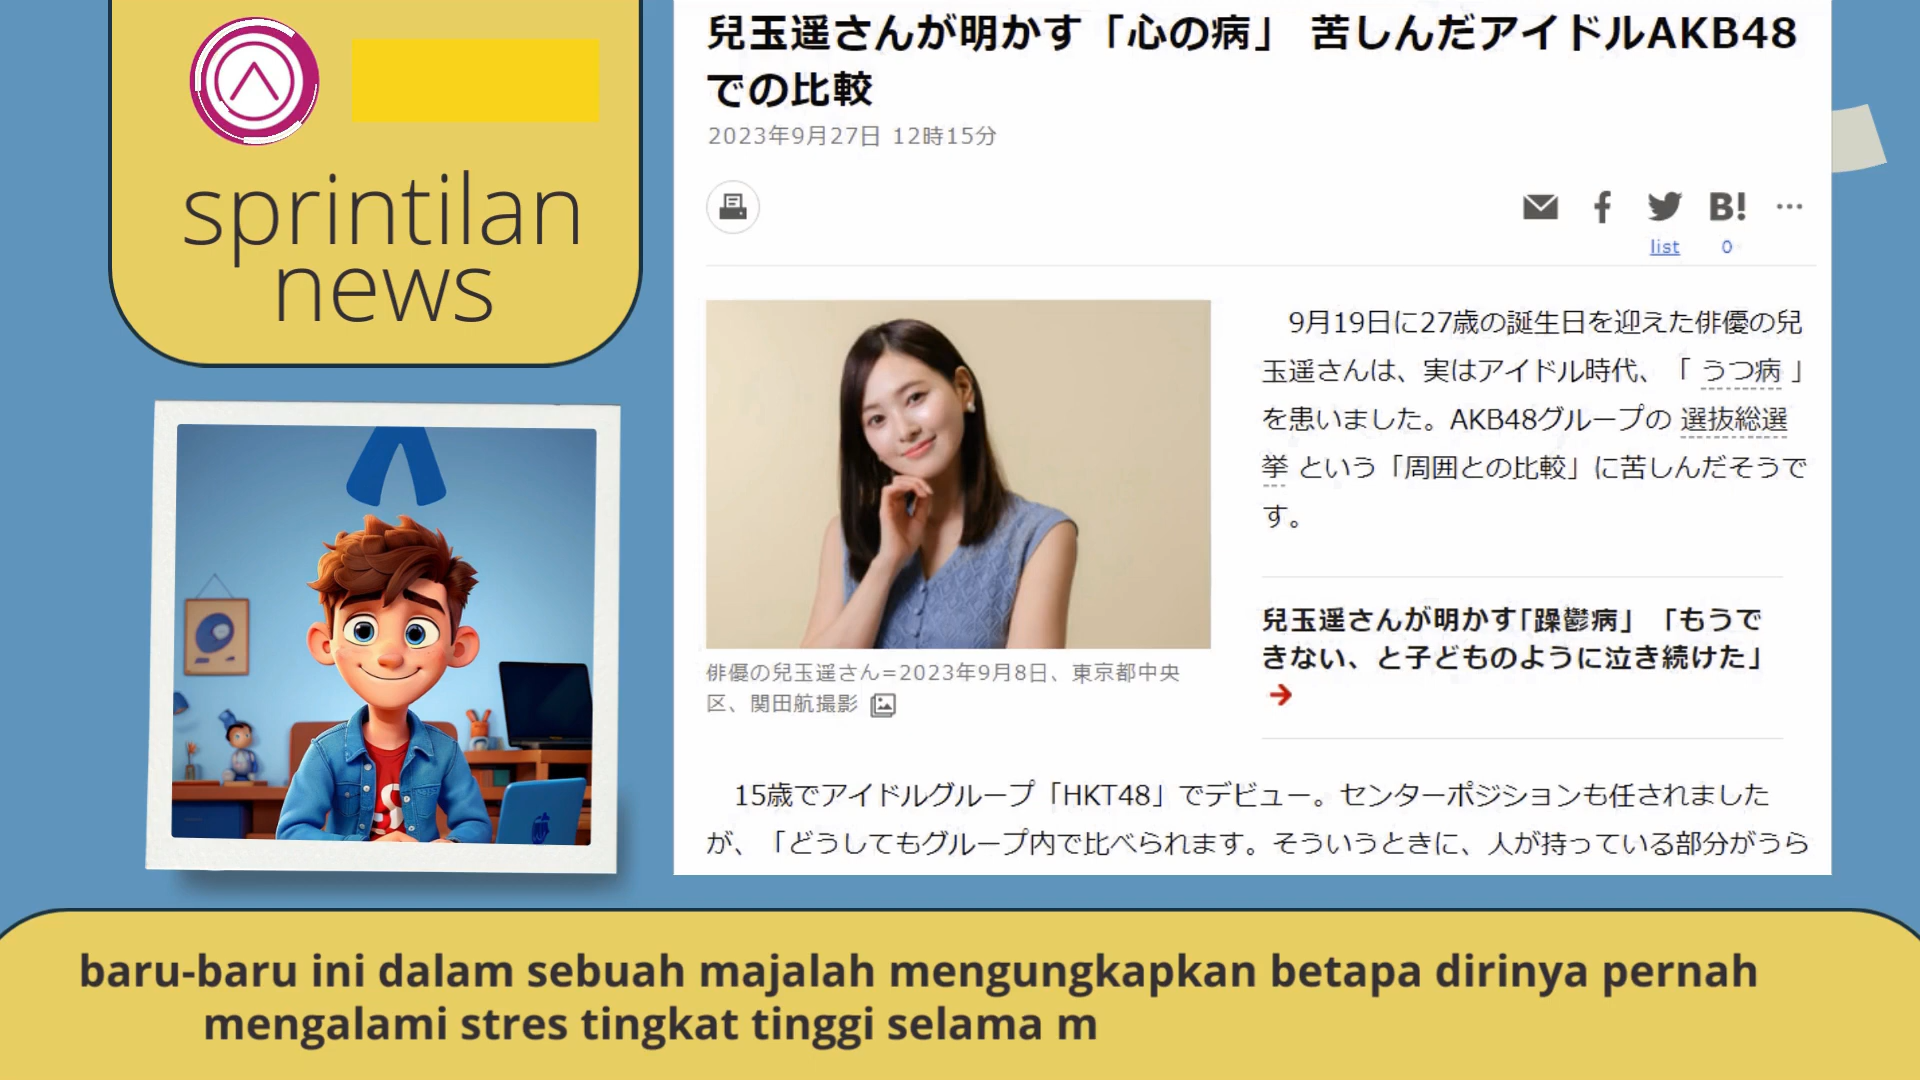 sprintilan
news
兒玉遥さんが明かす「心の病」 苦しんだアイドルAKB48
での比較
2023年9月27日 12時15分
B!
list
0
9月19日に27歳の誕生日を迎えた俳優の兒
玉遥さんは、実はアイドル時代、「うつ病」
を患いました。AKB48グループの 選抜総選
挙 という「周囲との比較」に苦しんだそうで
す。
兒玉遥さんが明かす「躁鬱病」「もうで
きない、と子どものように泣き続けた」
俳優の兒玉遥さん=2023年9月8日、東京都中央
区、関田航撮影
15歳でアイドルグループ「HKT48」でデビュー。センターポジションも任されました
が、「どうしてもグループ内で比べられます。そういうときに、人が持っている部分がうら
baru-baru ini dalam sebuah majalah mengungkapkan betapa dirinya pernah
mengalami stres tingkat tinggi selama m